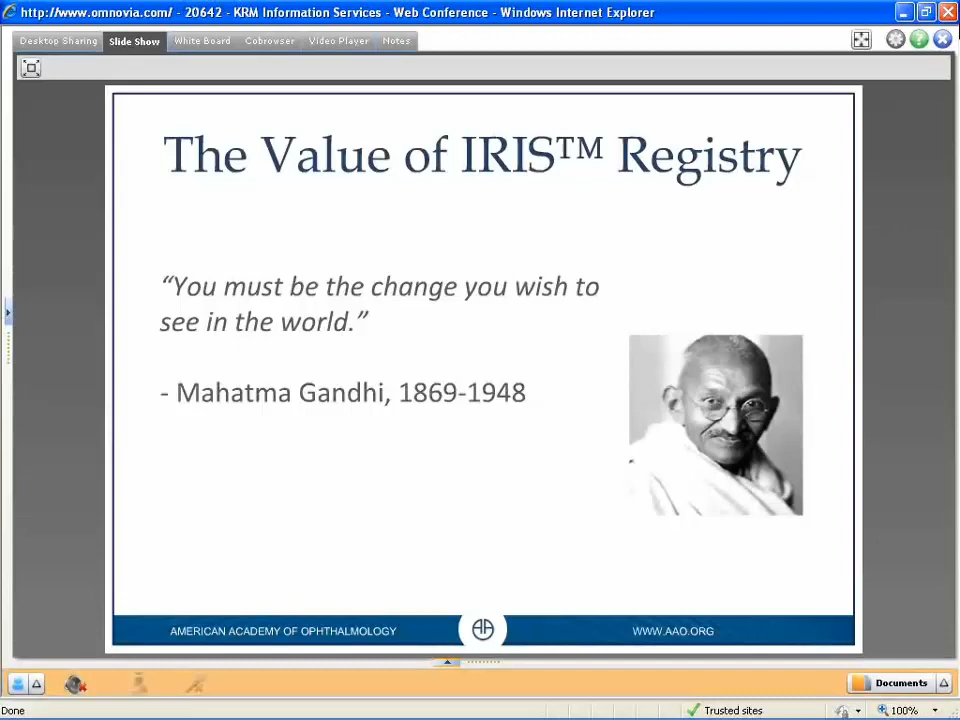 http://www.omnovia.com/ - 20642 - KRM Information Services - Web Conference - Windows Internet Explorer
Desktop Sharing Slide Show White Board Cobrowser Video Player Notes
The Value of IRIS™ Registry
“You must be the change you wish to
see in the world.”
- Mahatma Gandhi, 1869-1948
AMERICAN ACADEMY OF OPHTHALMOLOGY WWW.AAO.ORG
Documents
Done Trusted sites 100%